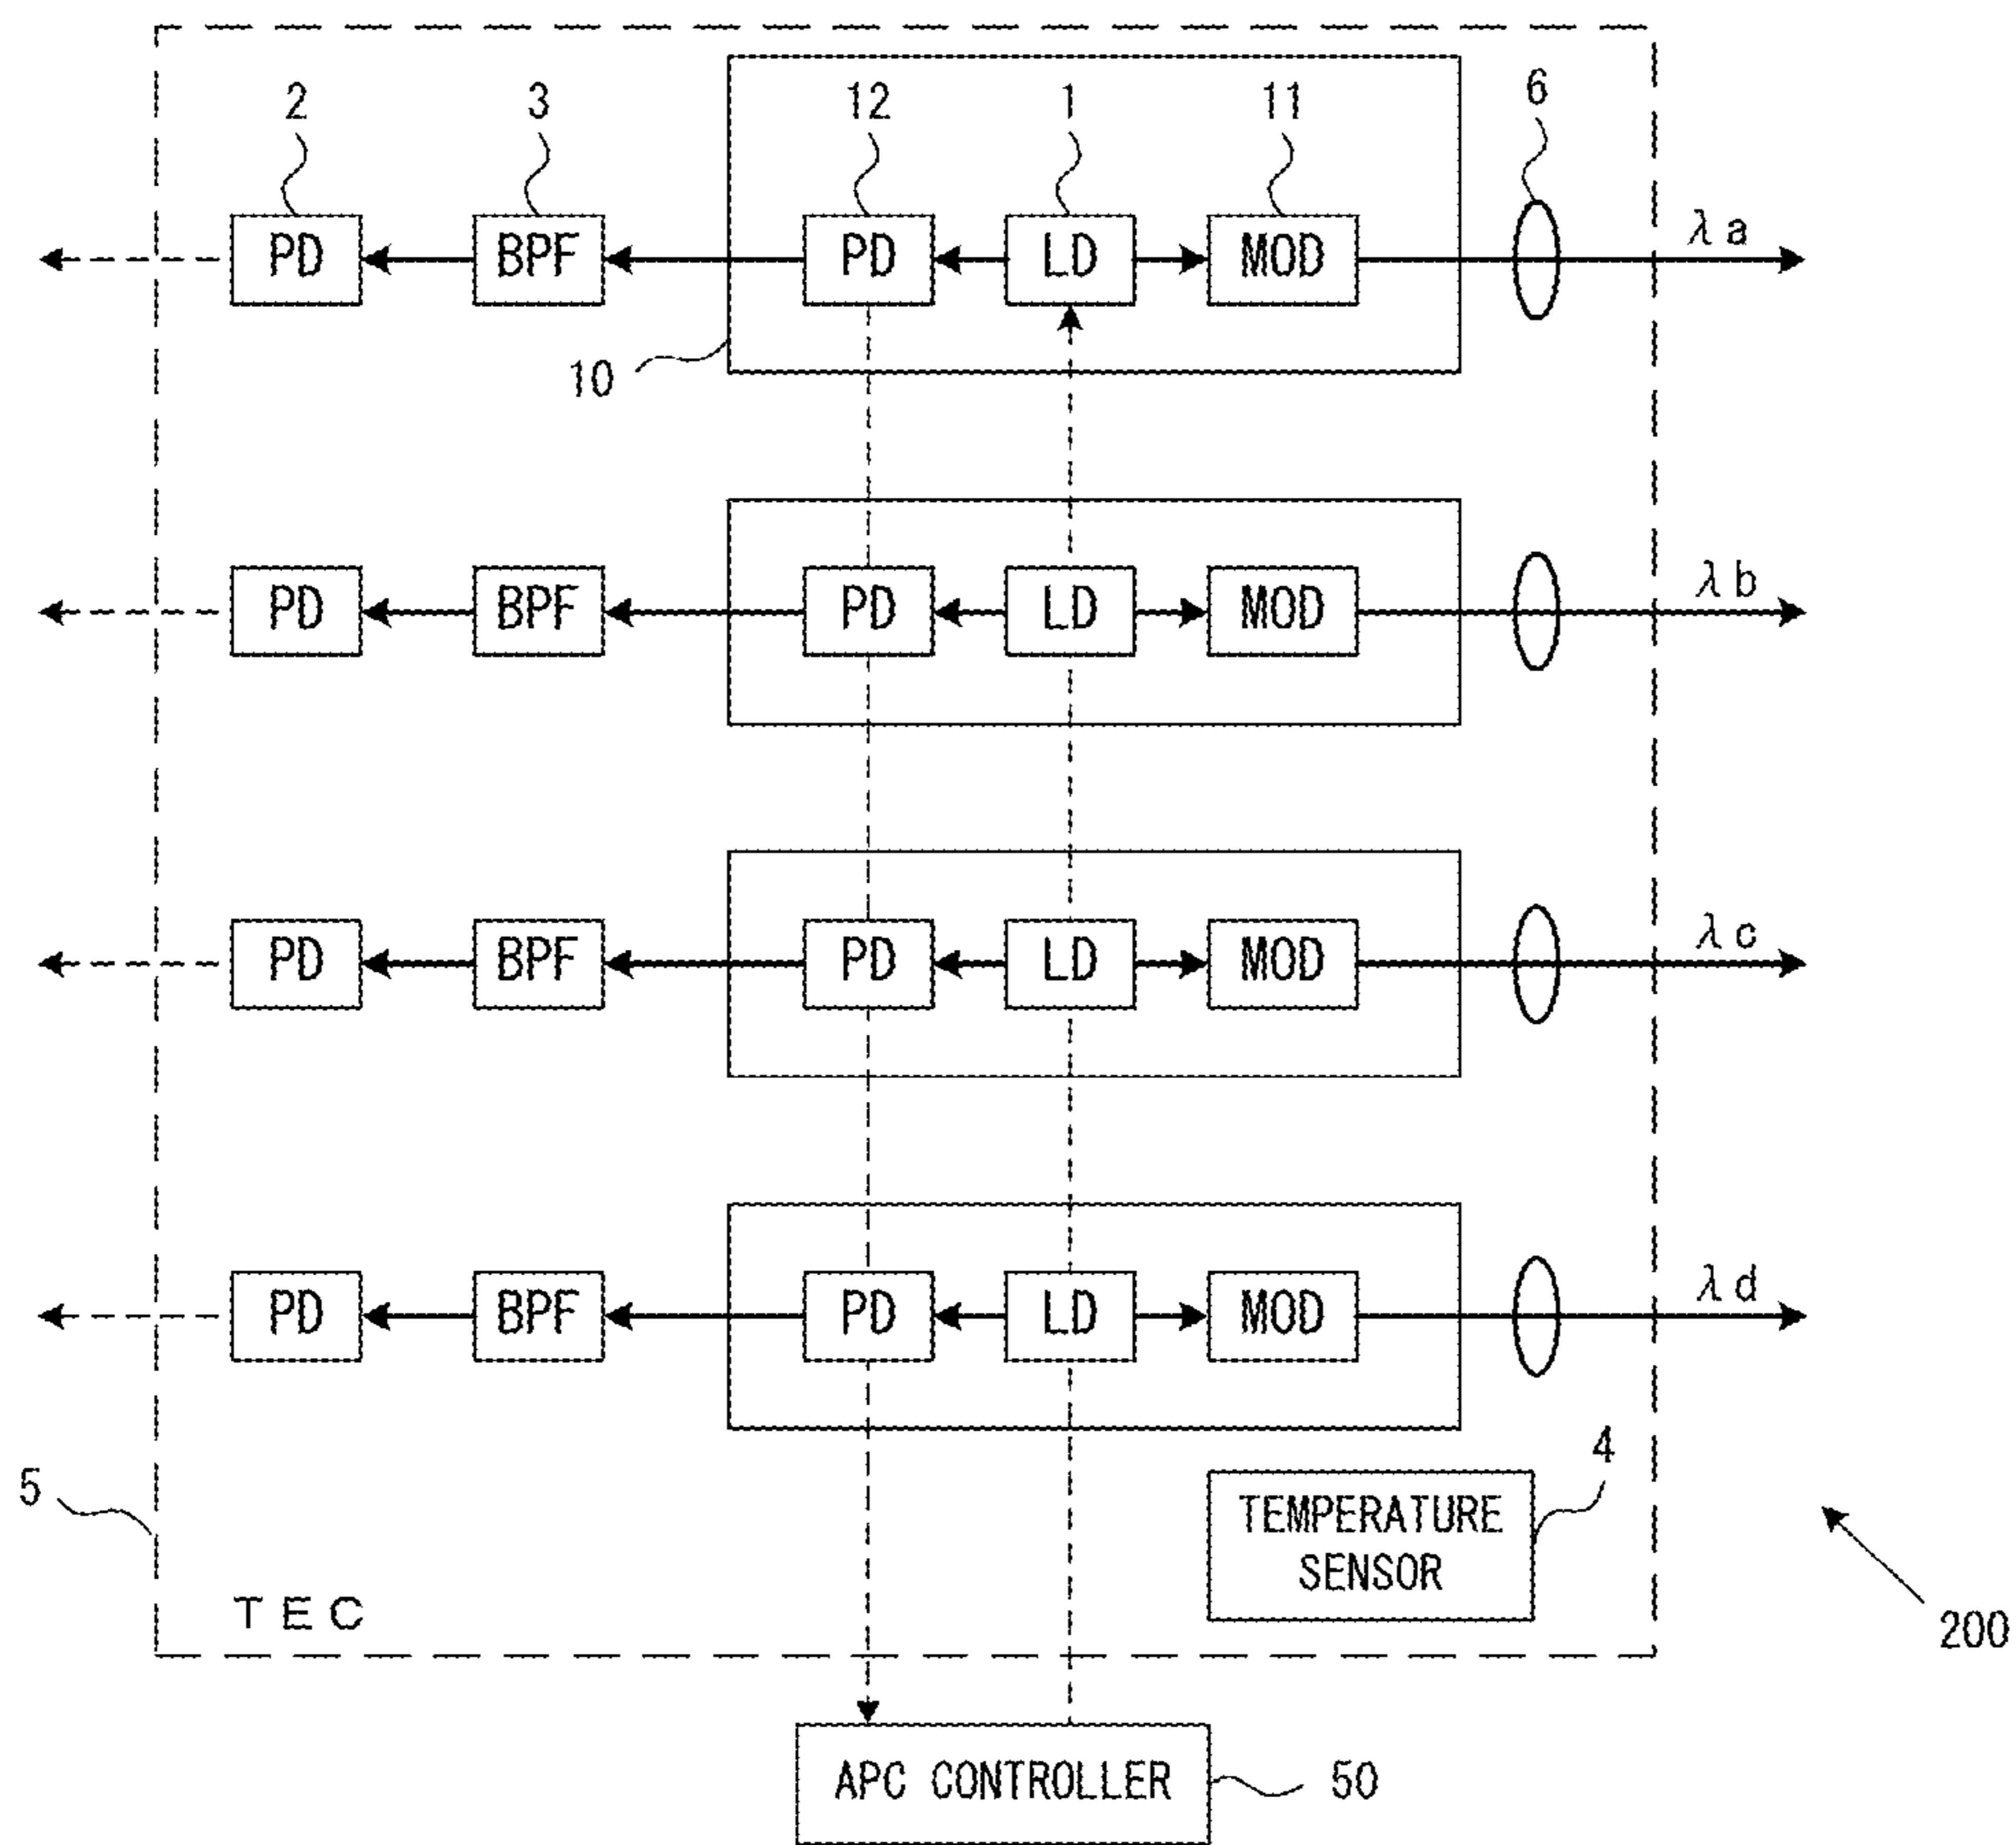 2 3 12 1 11 6
PD BPF PD LD MOD λa
10
PD BPF PD LD MOD λb
PD BPF PD LD MOD λc
PD BPF PD LD MOD λd
5
4
TEMPERATURE
SENSOR
TEC
200
APC CONTROLLER 50